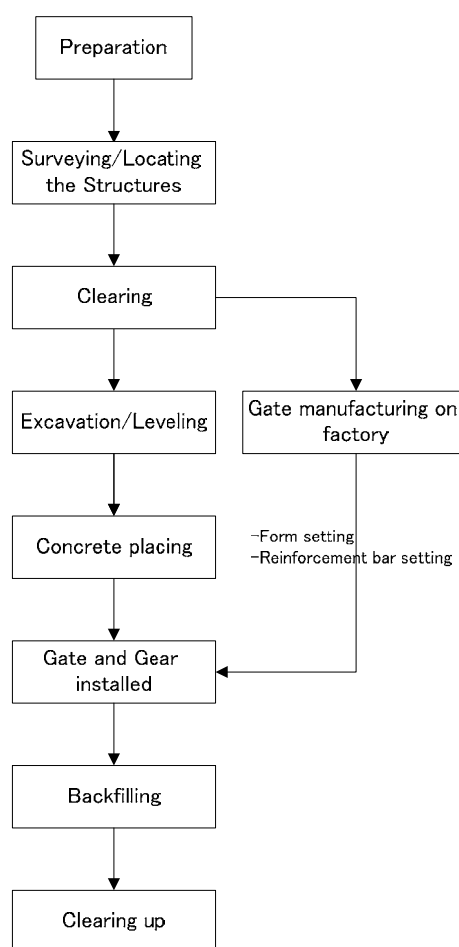 Preparation
Surveying/Locating
the Structures
Clearing
Excavation/Leveling
Gate manufacturing on
factory
Concrete placing
-Form setting
-Reinforcement bar setting
Gate and Gear
installed
Backfilling
Clearing up